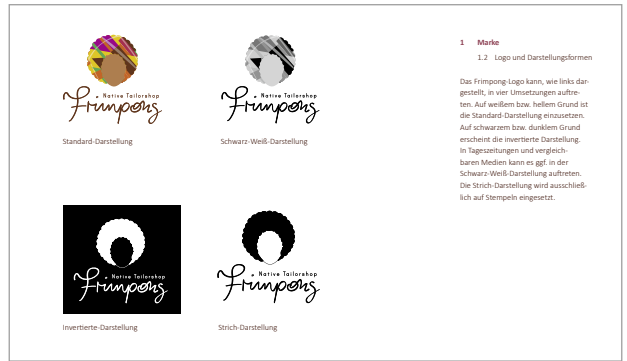 Native Tailorshop
Frimpong
Standard-Darstellung
Native Tailorshop
Frimpong
Schwarz-Weiß-Darstellung
Native Tailorshop
Frimpong
Invertierte-Darstellung
Native Tailorshop
Frimpong
Strich-Darstellung
1 Marke
1.2 Logo und Darstellungsformen
Das Frimpong-Logo kann, wie links dar-
gestellt, in vier Umsetzungen auftre-
ten. Auf weißem bzw. hellem Grund ist
die Standard-Darstellung einzusetzen.
Auf schwarzem bzw. dunklem Grund
erscheint die invertierte Darstellung.
In Tageszeitungen und vergleich-
baren Medien kann es ggf. in der
Schwarz-Weiß-Darstellung auftreten.
Die Strich-Darstellung wird ausschließ-
lich auf Stempeln eingesetzt.